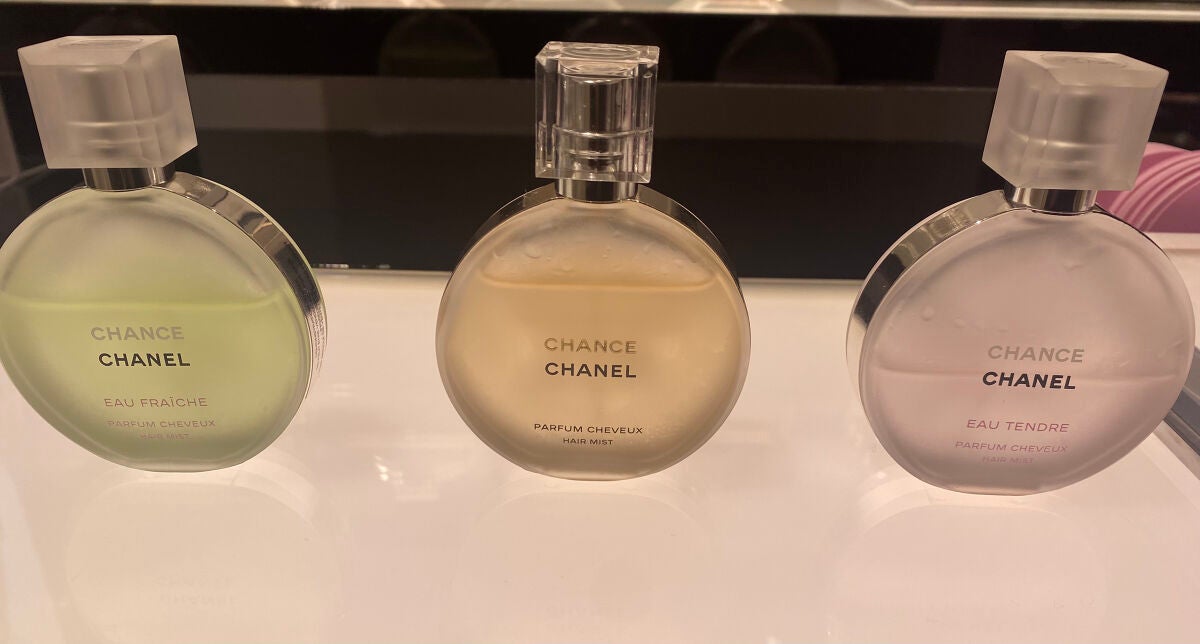 CHANCE
CHANEL
EAU FRAÎCHE
PARFUM CHEVEUX
HAIR MIST
CHANCE
CHANEL
PARFUM CHEVEUX
HAIR MIST
CHANCE
CHANEL
EAU TENDRE
PARFUM CHEVEUX
HAIR MIST